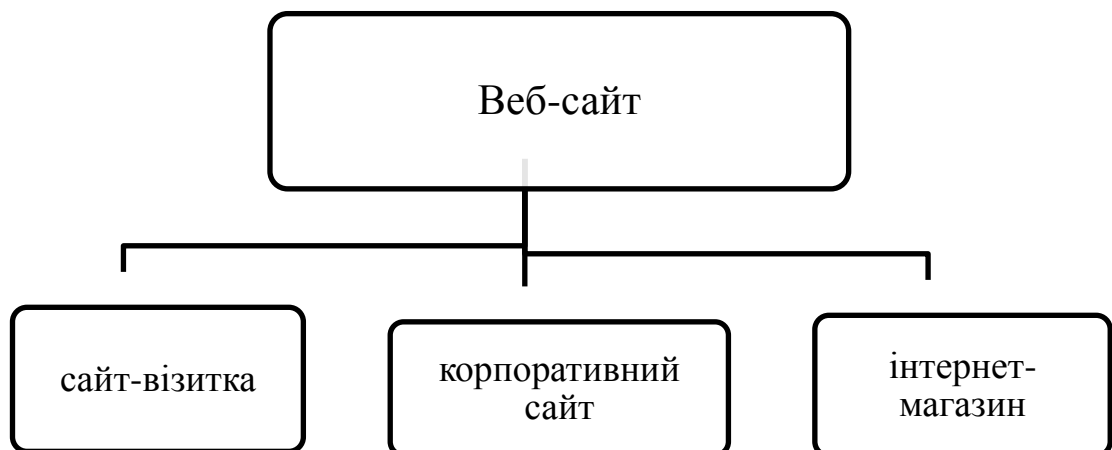 Веб-сайт
сайт-візитка
корпоративний
сайт
інтернет-
магазин